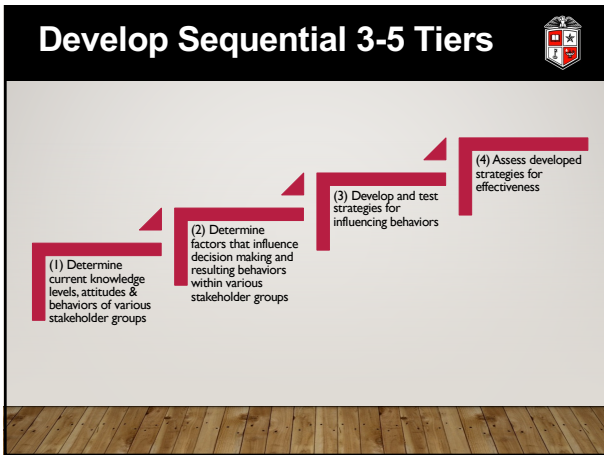 Develop Sequential 3-5 Tiers
(1) Determine
current knowledge
levels, attitudes &
behaviors of various
stakeholder groups
(2) Determine
factors that influence
decision making and
resulting behaviors
within various
stakeholder groups
(3) Develop and test
strategies for
influencing behaviors
(4) Assess developed
strategies for
effectiveness